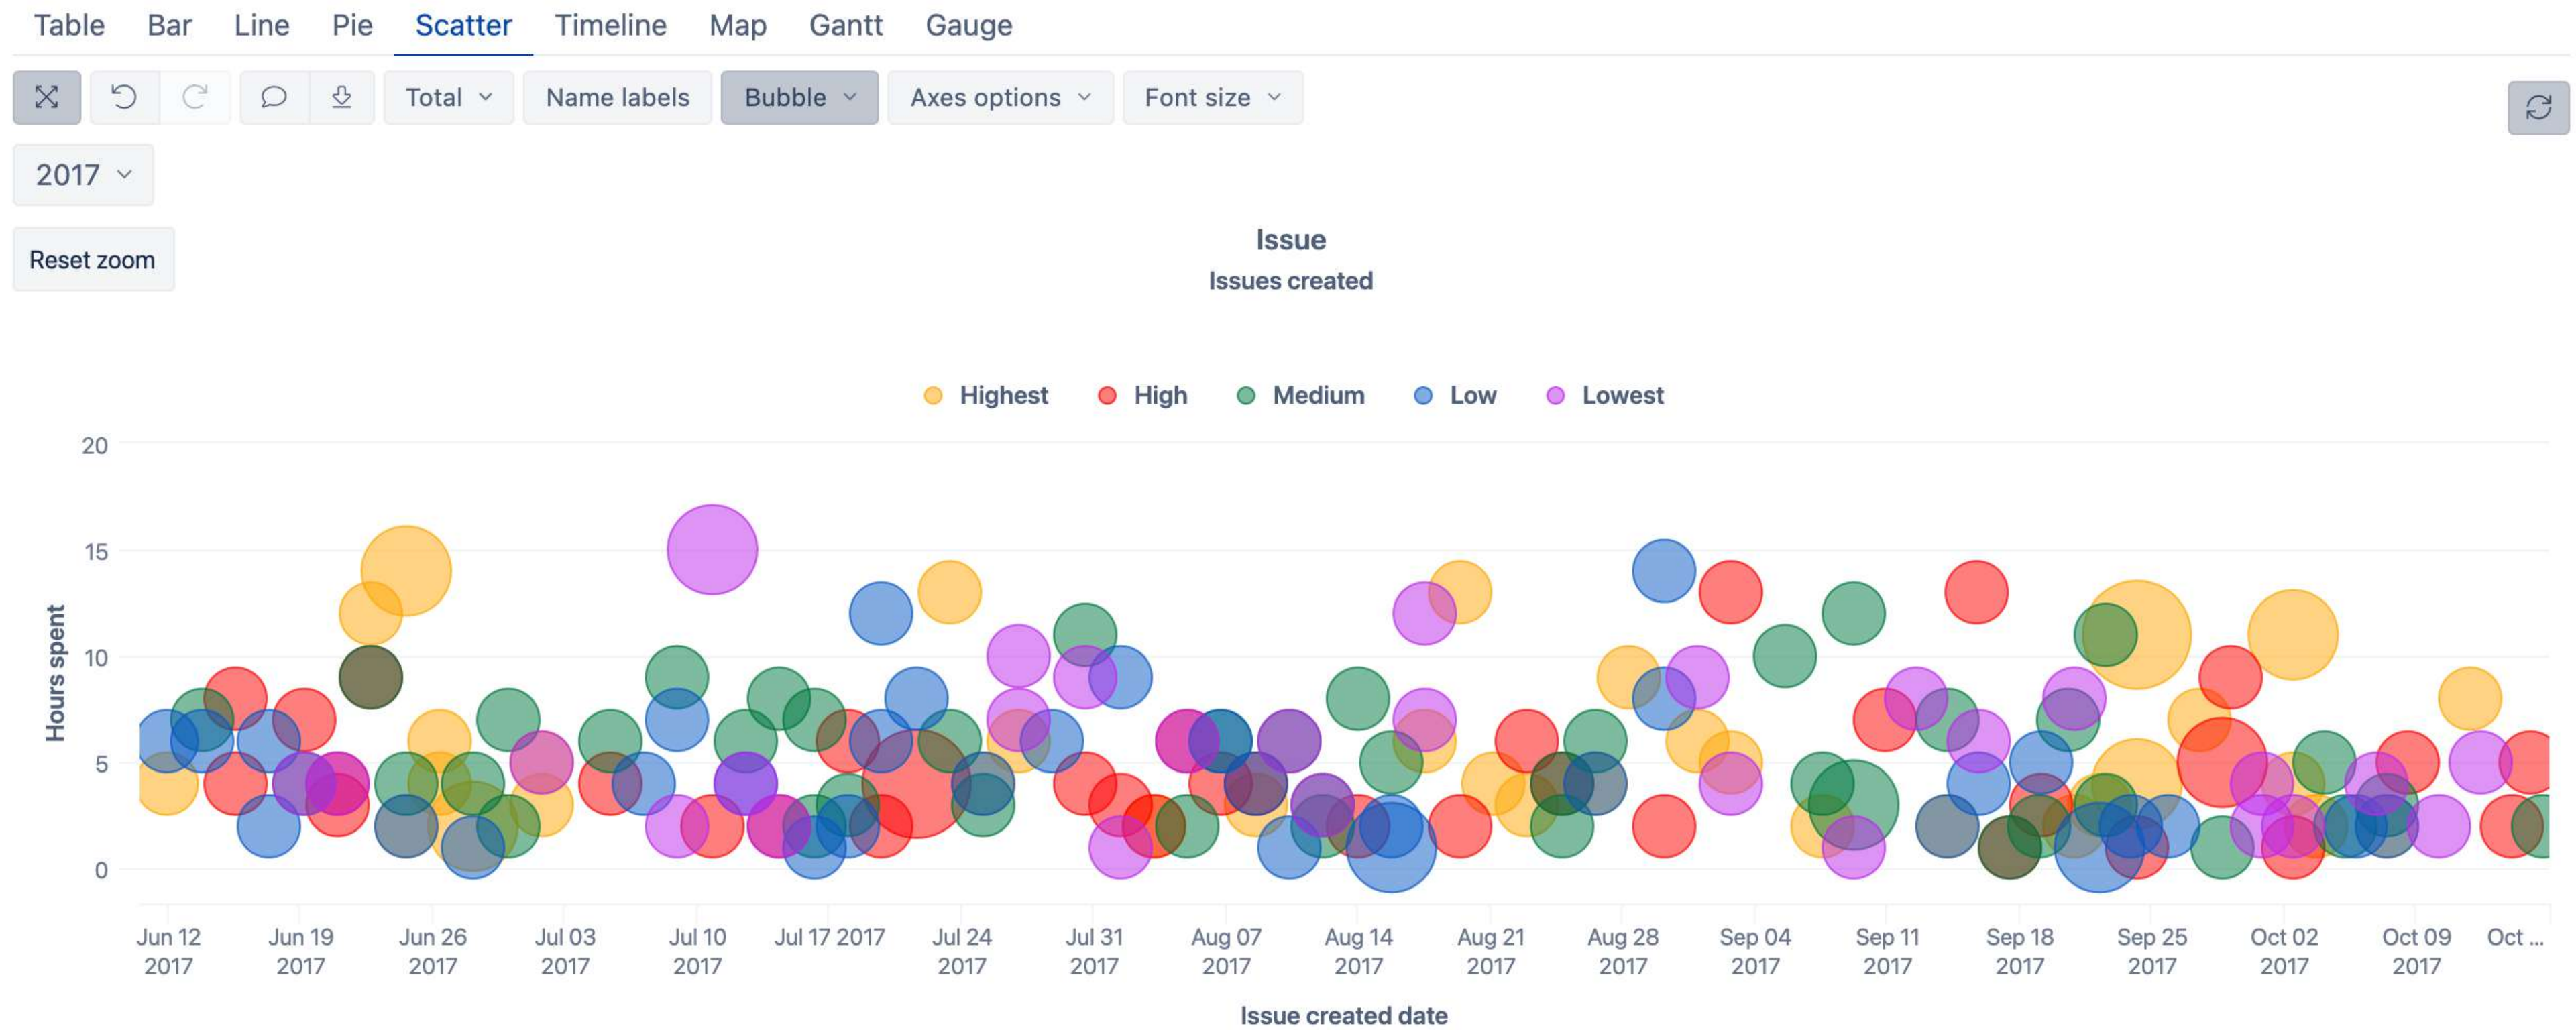 Table Bar Line Pie Scatter Timeline Map Gantt Gauge
Total Name labels Bubble Axes options Font size
2017
Reset zoom
Issue
Issues created
Highest High Medium Low Lowest
20
15
10
5
0
Hours spent
Jun 12 Jun 19 Jun 26 Jul 03 Jul 10 Jul 17 2017 Jul 24 Jul 31 Aug 07 Aug 14 Aug 21 Aug 28 Sep 04 Sep 11 Sep 18 Sep 25 Oct 02 Oct 09 Oct ...
2017 2017 2017 2017 2017 2017 2017 2017 2017 2017 2017 2017 2017 2017 2017 2017 2017
Issue created date